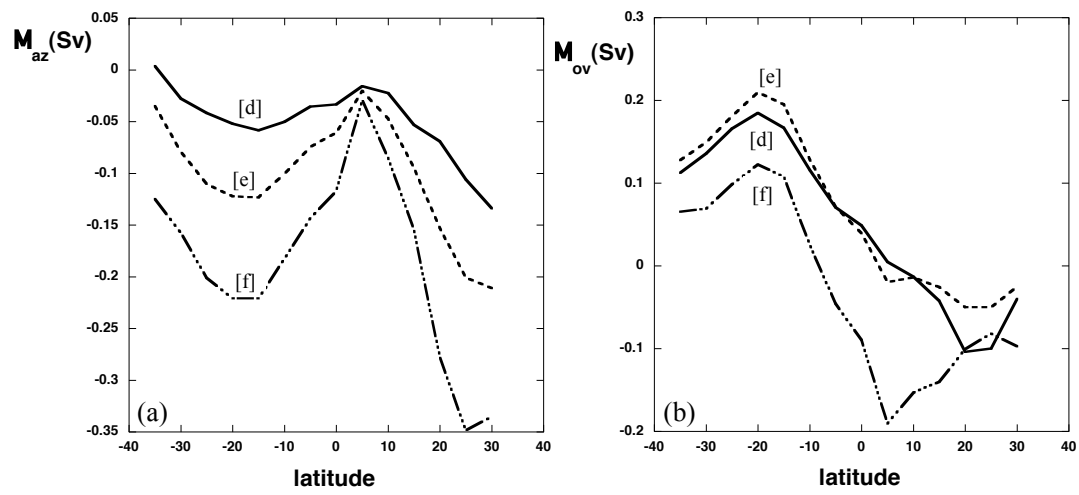 M_az(Sv)
0.05
0
-0.05
-0.1
-0.15
-0.2
-0.25
-0.3
-0.35
[d]
[e]
[f]
(a)
-40 -30 -20 -10 0 10 20 30 40
latitude
M_ov(Sv)
0.3
0.2
0.1
0
-0.1
-0.2
[e]
[d]
[f]
(b)
-40 -30 -20 -10 0 10 20 30 40
latitude